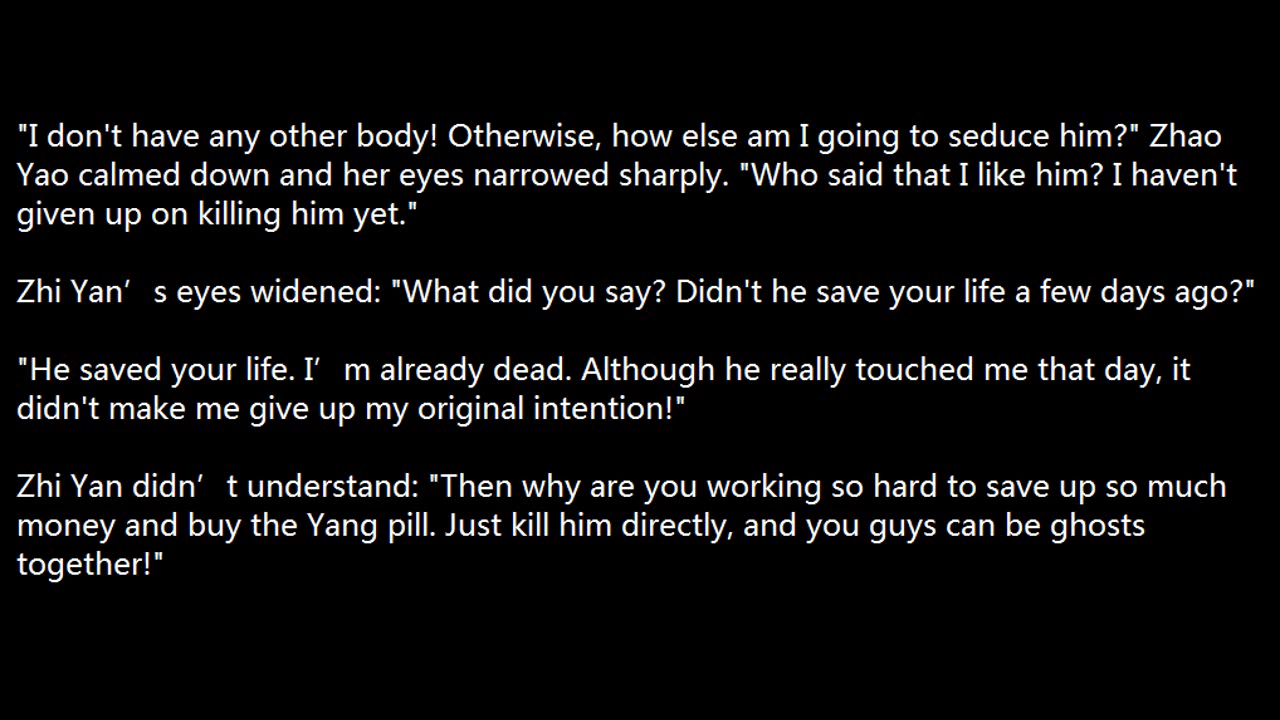 "I don't have any other body! Otherwise, how else am I going to seduce him?" Zhao
Yao calmed down and her eyes narrowed sharply. "Who said that I like him? I haven't
given up on killing him yet."
Zhi Yan’s eyes widened: "What did you say? Didn't he save your life a few days ago?"
"He saved your life. I’m already dead. Although he really touched me that day, it
didn't make me give up my original intention!"
Zhi Yan didn’t understand: "Then why are you working so hard to save up so much
money and buy the Yang pill. Just kill him directly, and you guys can be ghosts
together!"